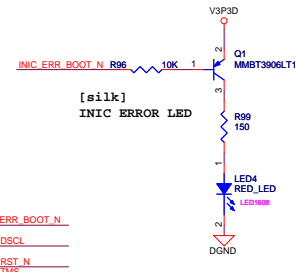 V3P3D
2
Q1
MMBT3906LT1
INIC_ERR_BOOT_N R96 10K 1
3
[silk]
INIC ERROR LED
R99
150
1
LED4
RED_LED
LED1608
2
ERR_BOOT_N
DSCL
DGND
RST_N
TMS